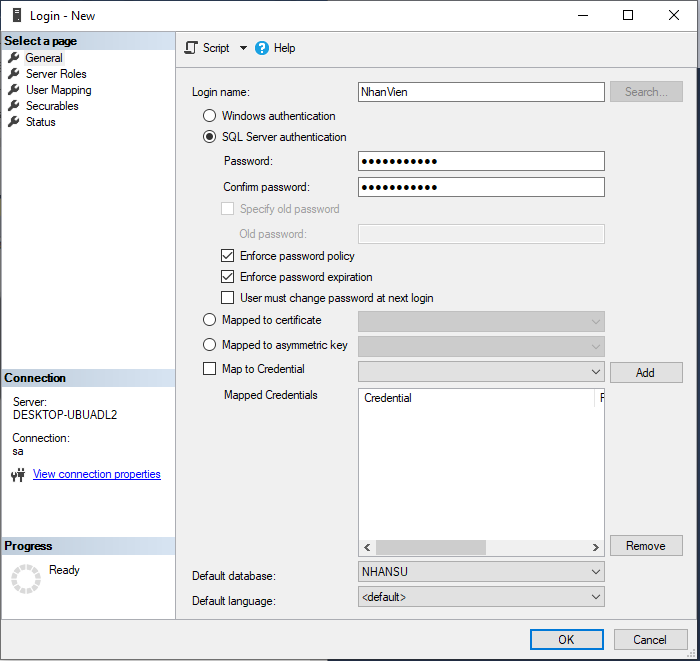 Login - New
Select a page
General
Server Roles
User Mapping
Securables
Status
Connection
Server:
DESKTOP-UBUADL2
Connection:
sa
View connection properties
Progress
Ready
Script Help
Login name: NhanVien Search...
Windows authentication
SQL Server authentication
Password: ●●●●●●●●●●●
Confirm password: ●●●●●●●●●●●
Specify old password
Old password:
Enforce password policy
Enforce password expiration
User must change password at next login
Mapped to certificate
Mapped to asymmetric key
Map to Credential Add
Mapped Credentials Credential
Remove
Default database: NHANSU
Default language: <default>
OK Cancel